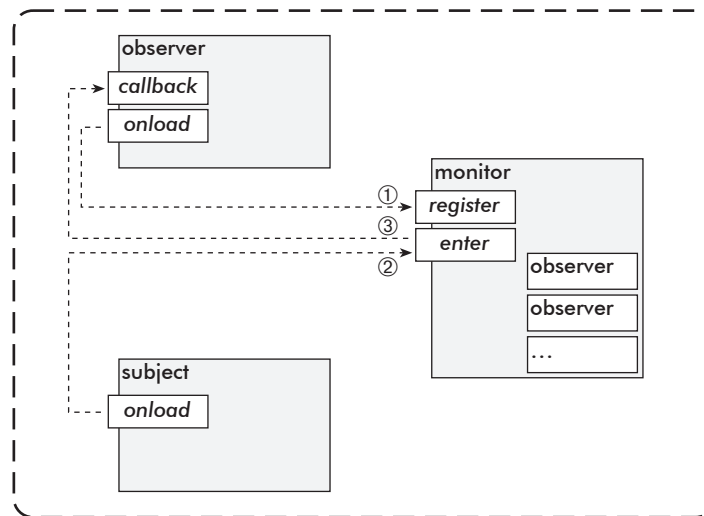 observer
callback
onload
monitor
①
register
③
enter
②
observer
observer
...
subject
onload